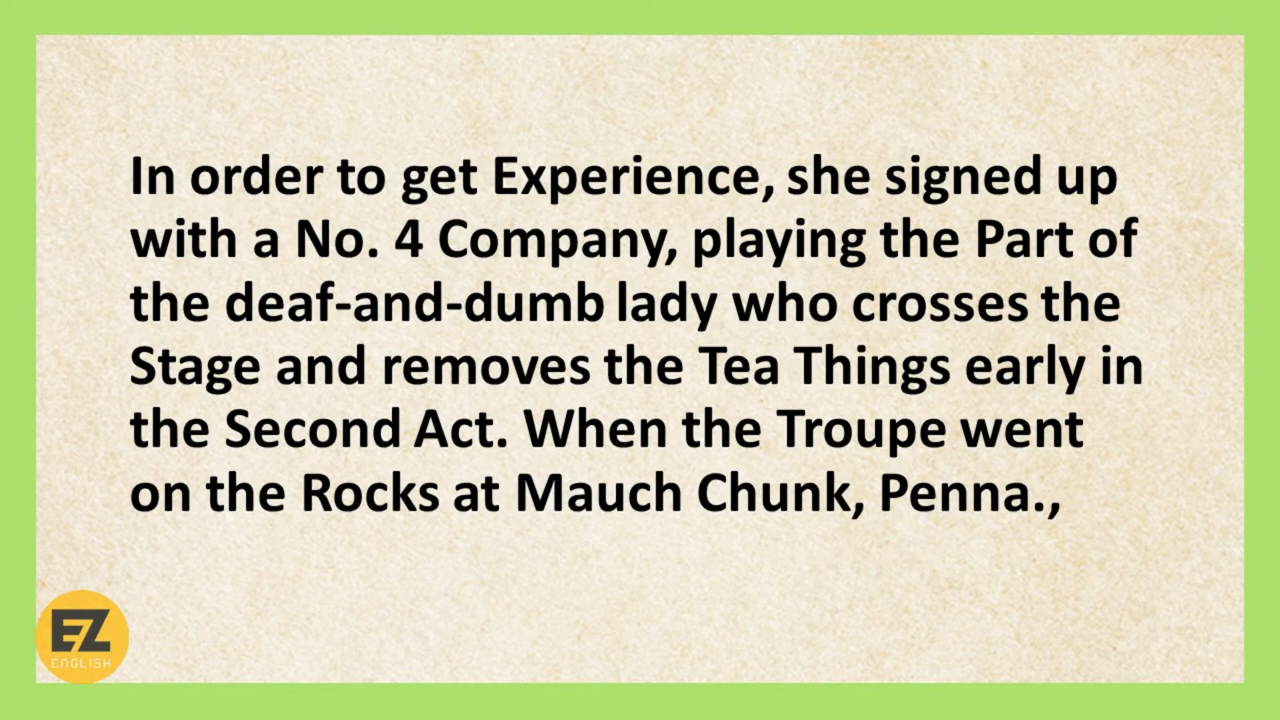 In order to get Experience, she signed up
with a No. 4 Company, playing the Part of
the deaf-and-dumb lady who crosses the
Stage and removes the Tea Things early in
the Second Act. When the Troupe went
on the Rocks at Mauch Chunk, Penna.,
EZ
ENGLISH